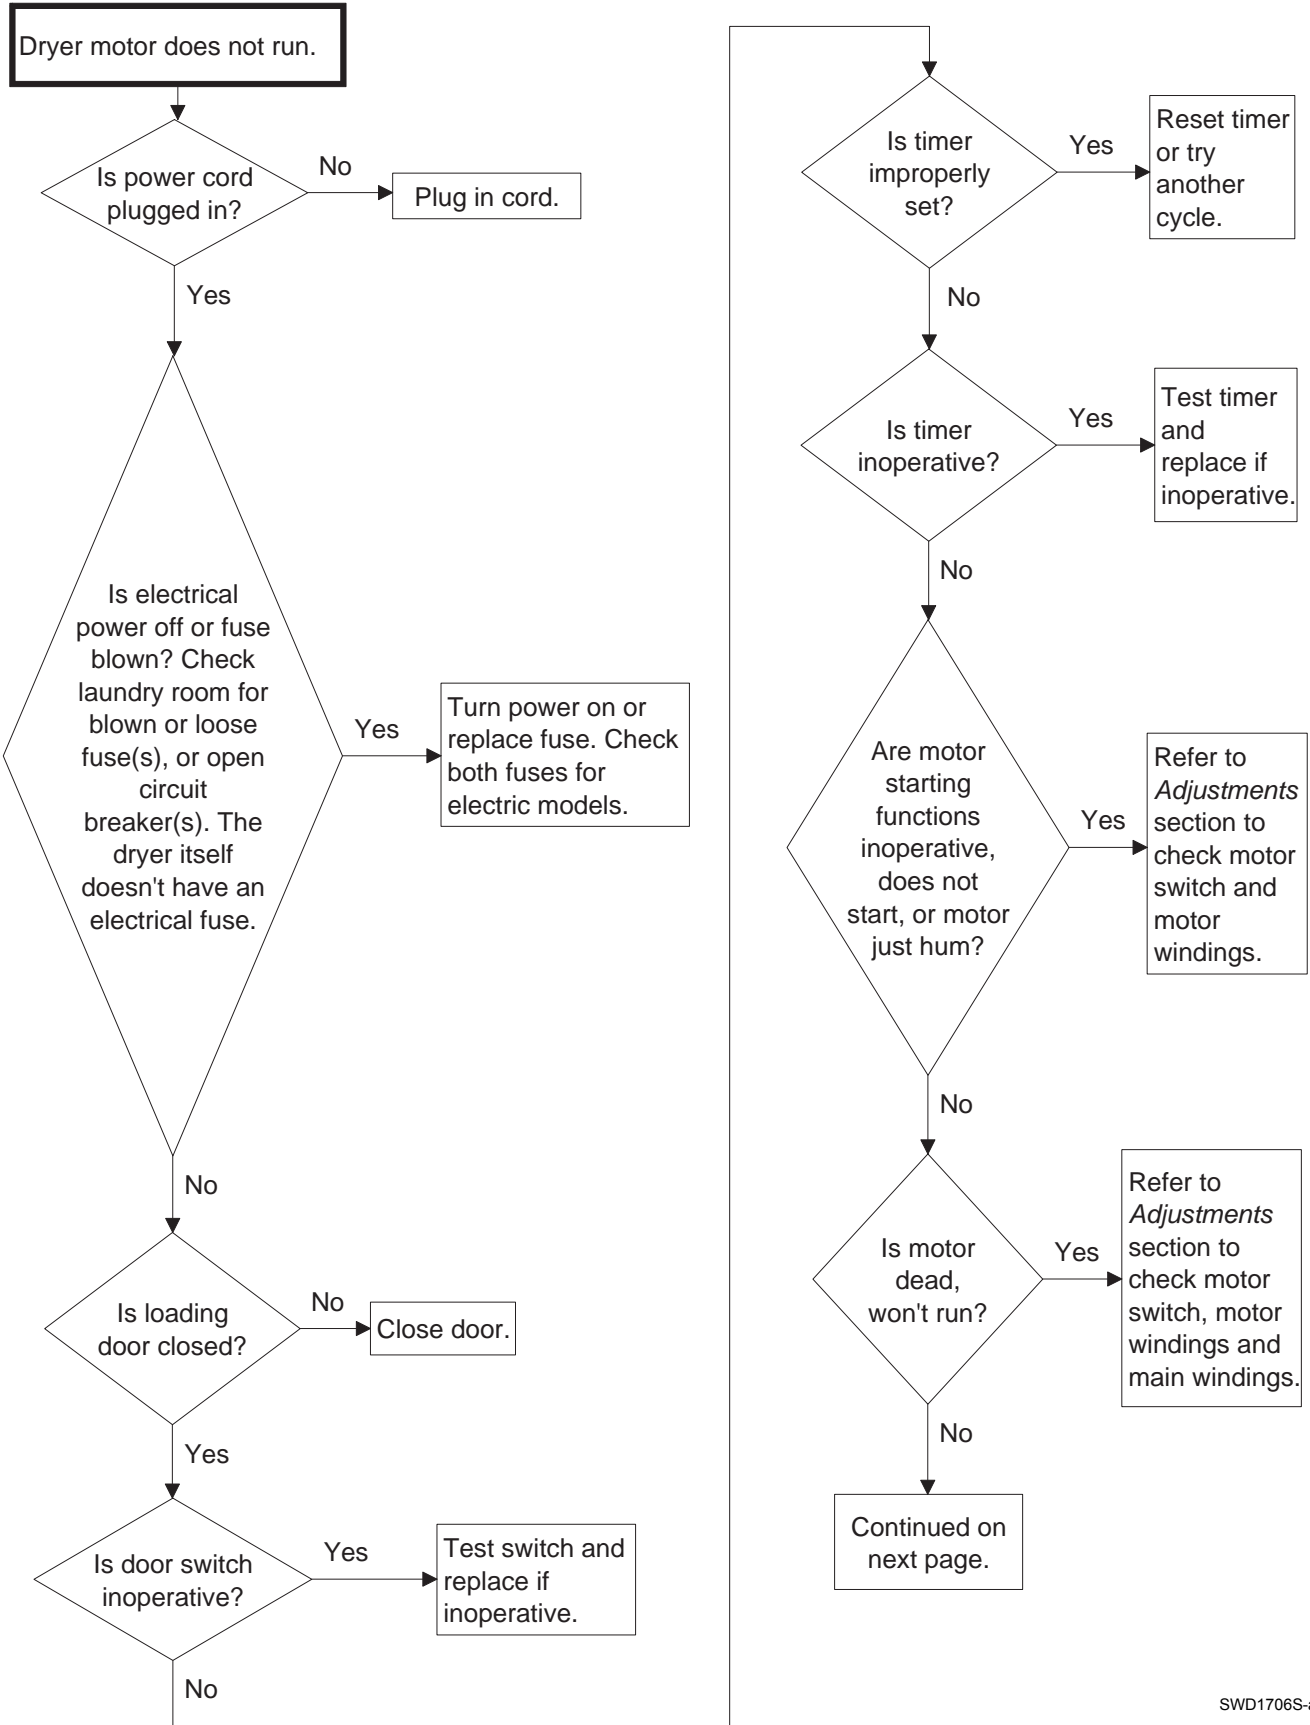 Dryer motor does not run.
Is power cord
plugged in?
No
Plug in cord.
Yes
Is electrical
power off or fuse
blown? Check
laundry room for
blown or loose
fuse(s), or open
circuit
breaker(s). The
dryer itself
doesn't have an
electrical fuse.
Yes
Turn power on or
replace fuse. Check
both fuses for
electric models.
No
Is loading
door closed?
No
Close door.
Yes
Is door switch
inoperative?
Yes
Test switch and
replace if
inoperative.
No
Is timer
improperly
set?
Yes
Reset timer
or try
another
cycle.
No
Is timer
inoperative?
Yes
Test timer
and
replace if
inoperative.
No
Are motor
starting
functions
inoperative,
does not
start, or motor
just hum?
Yes
Refer to
Adjustments
section to
check motor
switch and
motor
windings.
No
Is motor
dead,
won't run?
Yes
Refer to
Adjustments
section to
check motor
switch, motor
windings and
main windings.
No
Continued on
next page.
SWD1706S-a